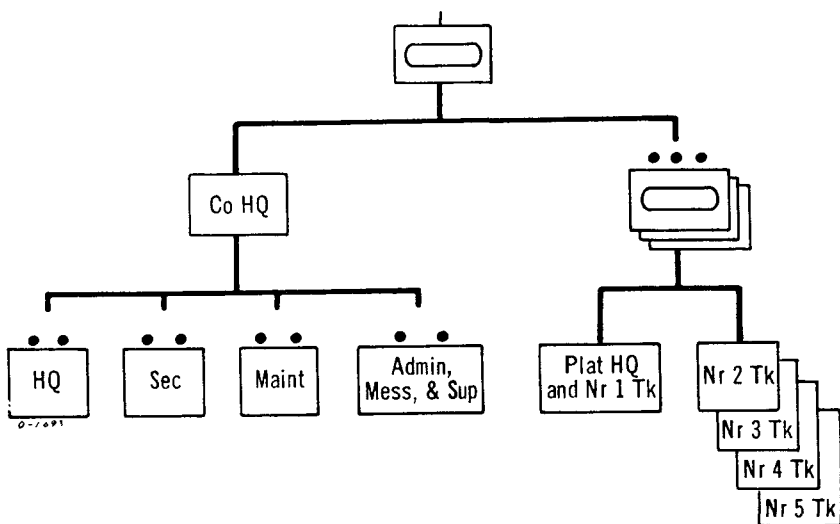 Co HQ
HQ
Sec
Maint
Admin,
Mess, & Sup
Plat HQ
and Nr 1 Tk
Nr 2 Tk
Nr 3 Tk
Nr 4 Tk
Nr 5 Tk